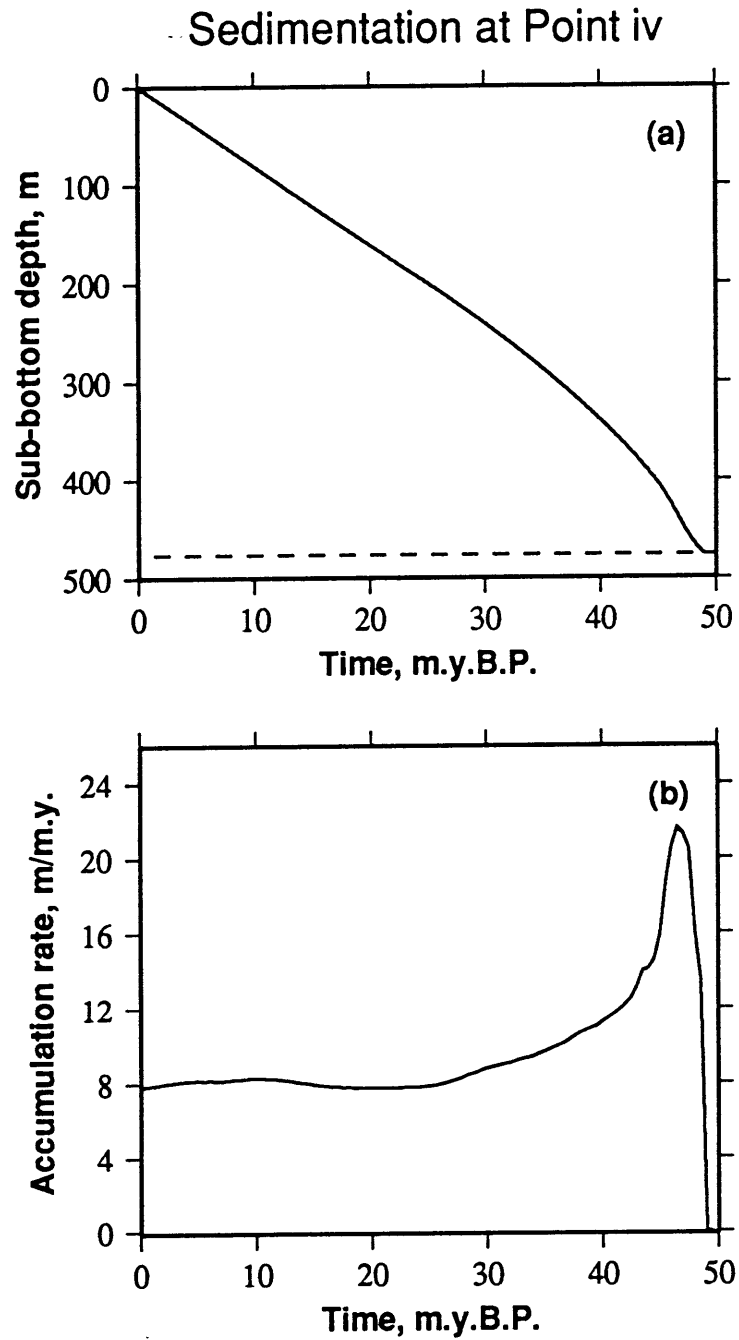 Sedimentation at Point iv
(a)
0
100
200
300
400
500
Sub-bottom depth, m
0 10 20 30 40 50
Time, m.y.B.P.
(b)
24
20
16
12
8
4
0
Accumulation rate, m/m.y.
0 10 20 30 40 50
Time, m.y.B.P.